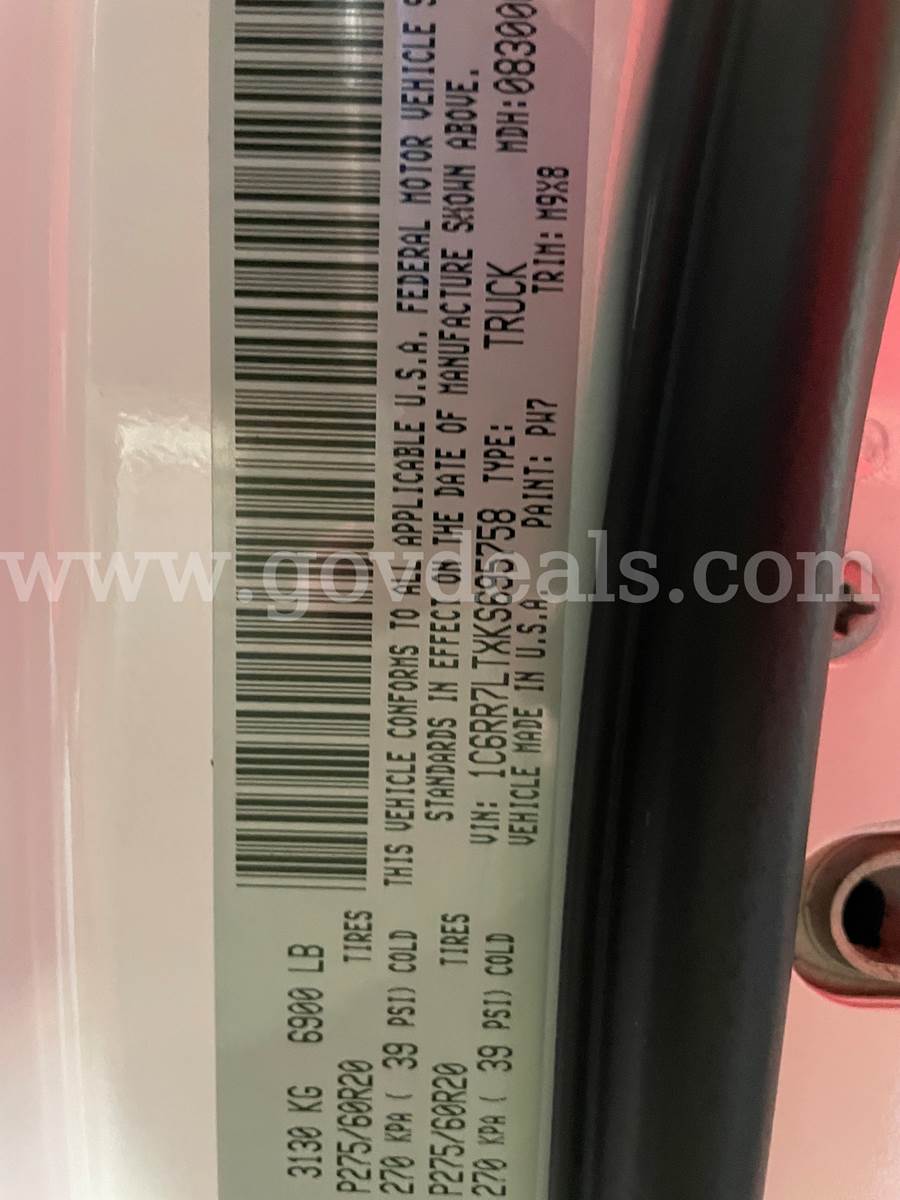 3130 KG 6900 LB
P275/60R20 TIRES
270 KPA ( 39 PSI) COLD
P275/60R20 TIRES
270 KPA ( 39 PSI) COLD
THIS VEHICLE CONFORMS TO ALL APPLICABLE U.S.A. FEDERAL MOTOR VEHICLE S
STANDARDS IN EFFECT ON THE DATE OF MANUFACTURE SHOWN ABOVE.
VIN: 1C6RR7LTXKS695758 TYPE: TRUCK MDH:08300
VEHICLE MADE IN U.S.A. PAINT: PW7 TRIM: M9X8
www.govdeals.com